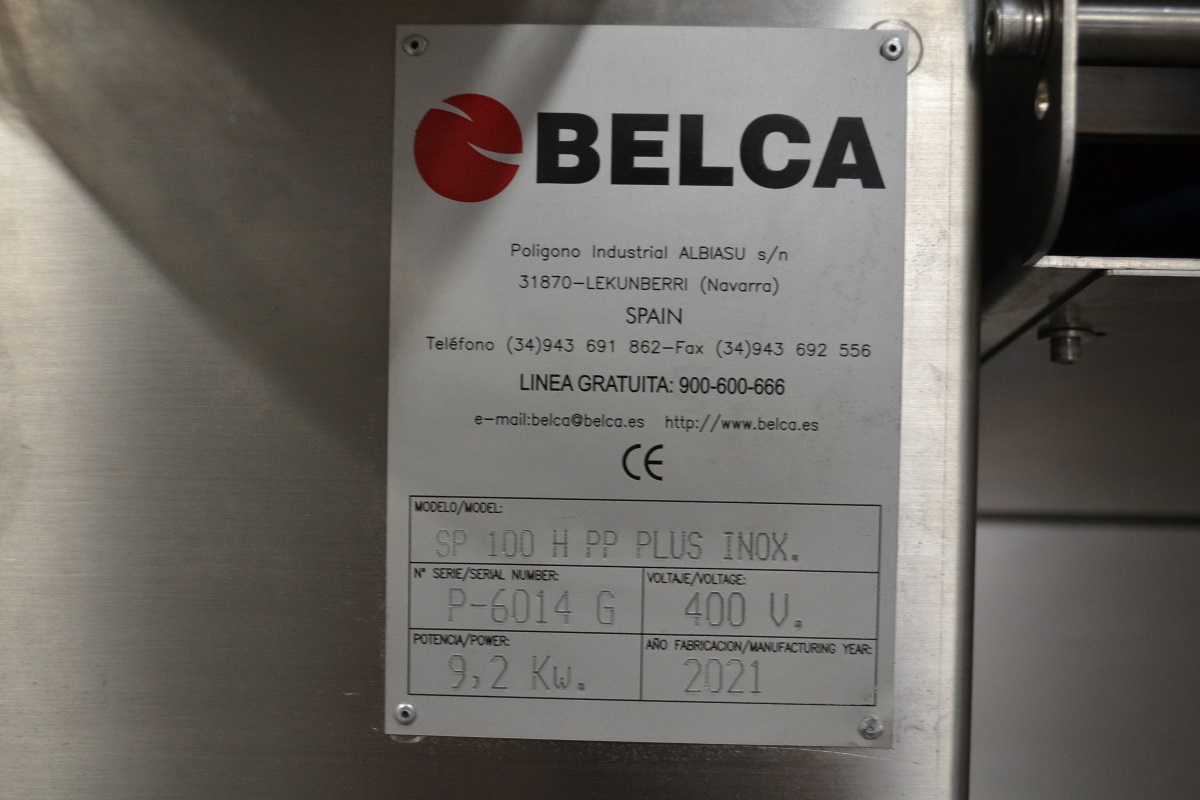 BELCA
Poligono Industrial ALBIASU s/n
31870-LEKUNBERRI (Navarra)
SPAIN
Teléfono (34)943 691 862-Fax (34)943 692 556
LINEA GRATUITA: 900-600-666
e-mail:belca@belca.es http://www.belca.es
CE
MODELO/MODEL:
SP 100 H PP PLUS INOX.
Nº SERIE/SERIAL NUMBER:
P-6014 G
VOLTAJE/VOLTAGE:
400 V.
POTENCIA/POWER:
9,2 Kw.
AÑO FABRICACION/MANUFACTURING YEAR:
2021